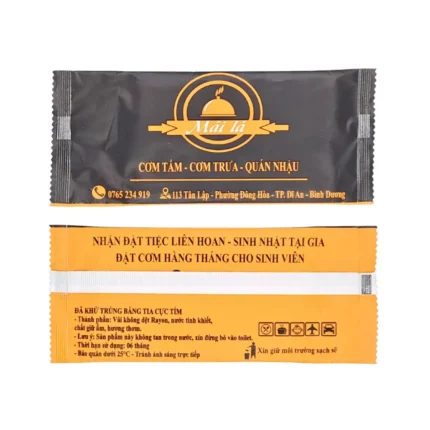 Mái lá
CƠM TẤM - CƠM TRƯA - QUÁN NHẬU
0765 234 919
113 Tân Lập - Phường Đông Hòa - TP. Dĩ An - Bình Dương
NHẬN ĐẶT TIỆC LIÊN HOAN - SINH NHẬT TẠI GIA
ĐẶT CƠM HÀNG THÁNG CHO SINH VIÊN
ĐÃ KHỬ TRÙNG BẰNG TIA CỰC TÍM
- Thành phần: Vải không dệt Rayon, nước tinh khiết,
chất giữ ẩm, hương thơm.
- Lưu ý: Sản phẩm này không tan trong nước, xin đừng bỏ vào toilet.
- Thời hạn sử dụng: 06 tháng
- Bảo quản dưới 25°C - Tránh ánh sáng trực tiếp
Xin giữ môi trường sạch sẽ